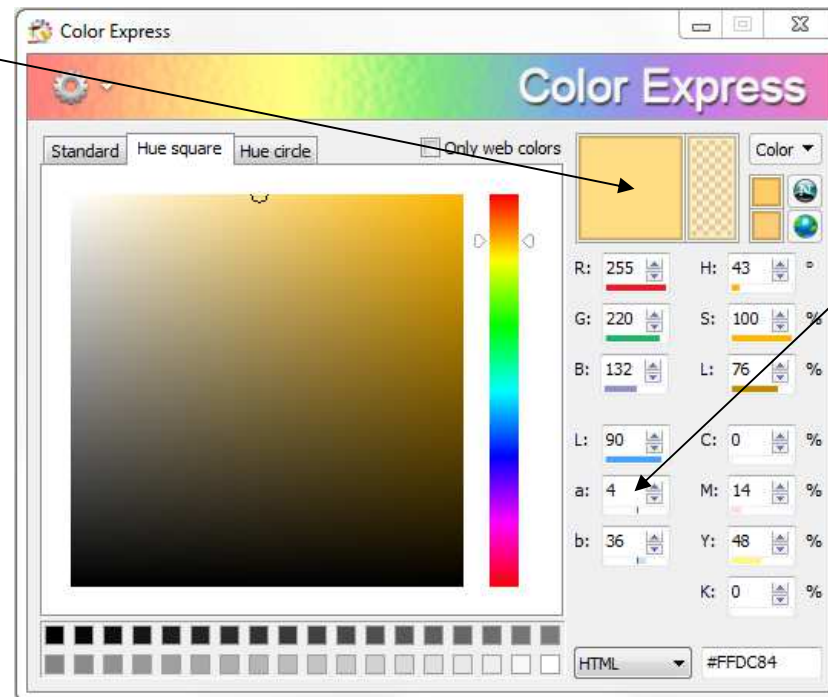 Color Express
Color Express
Standard Hue square Hue circle Only web colors Color
R: 255 H: 43 °
G: 220 S: 100 %
B: 132 L: 76 %
L: 90 C: 0 %
a: 4 M: 14 %
b: 36 Y: 48 %
K: 0 %
HTML #FFDC84